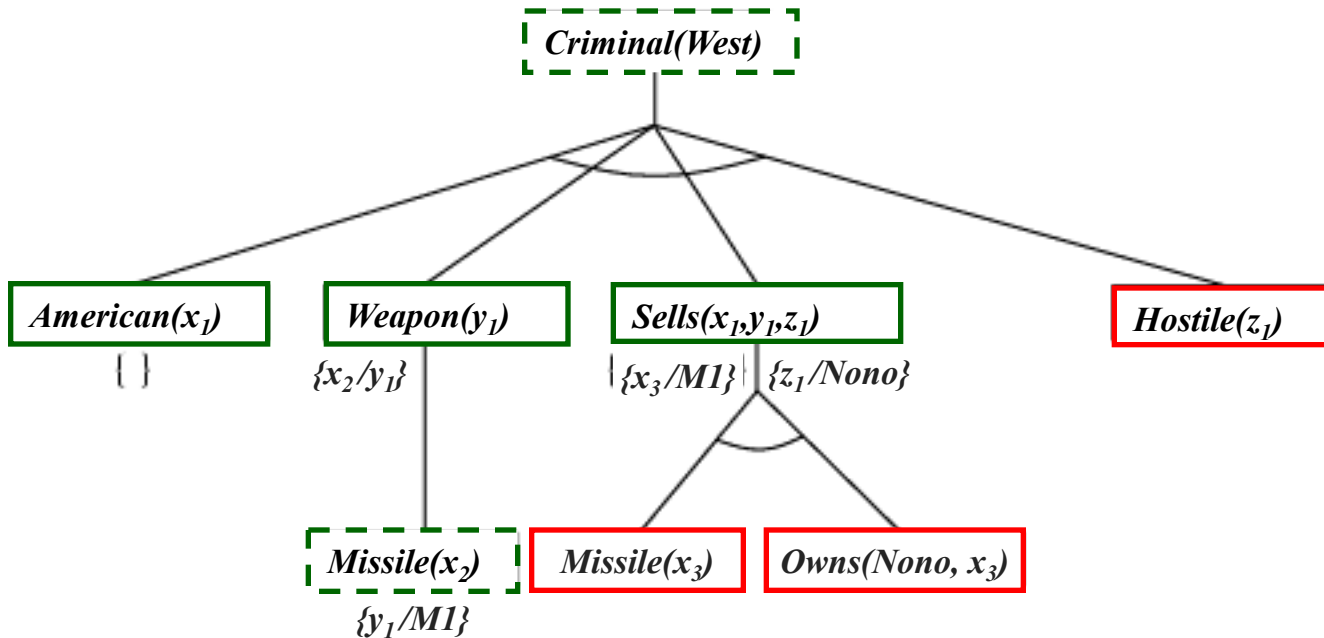 Criminal(West)
American(x₁)
Weapon(y₁)
Sells(x₁,y₁,z₁)
Hostile(z₁)
{ }
{x₂/y₁}
{x₃/M1}
{z₁/Nono}
Missile(x₂)
Missile(x₃)
Owns(Nono, x₃)
{y₁/M1}